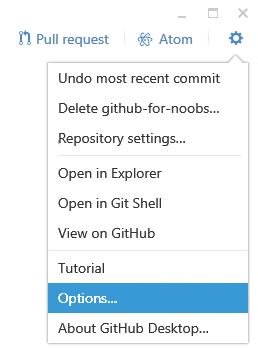 Pull request Atom
Undo most recent commit
Delete github-for-noobs...
Repository settings...
Open in Explorer
Open in Git Shell
View on GitHub
Tutorial
Options...
About GitHub Desktop...